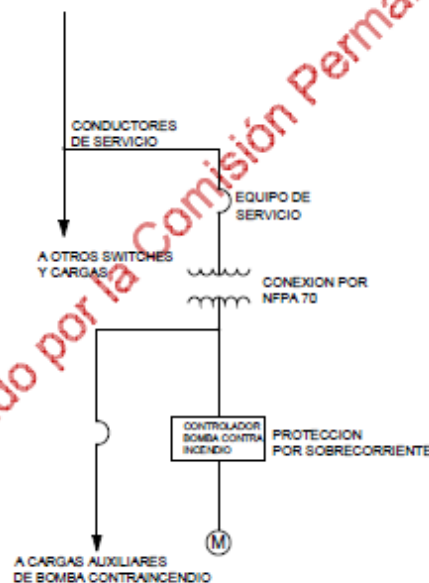 CONDUCTORES
DE SERVICIO
EQUIPO DE
SERVICIO
A OTROS SWITCHES
Y CARGAS
CONEXION POR
NFPA 70
CONTROLADOR
BOMBA CONTRA
INCENDIO
PROTECCION
POR SOBRECORRIENTE
M
A CARGAS AUXILIARES
DE BOMBA CONTRAINCENDIO
do por la Comisión Perma